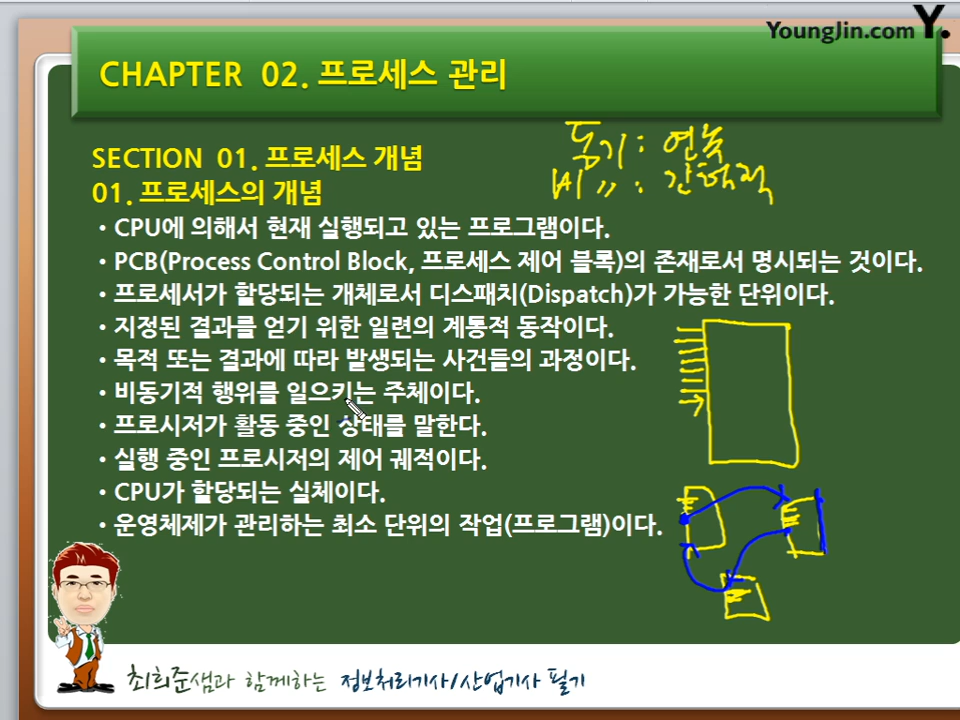 YoungJin.com Y.
CHAPTER 02. 프로세스 관리
동기 : 연속
비 〃 : 간헐적
SECTION 01. 프로세스 개념
01. 프로세스의 개념
• CPU에 의해서 현재 실행되고 있는 프로그램이다.
• PCB(Process Control Block, 프로세스 제어 블록)의 존재로서 명시되는 것이다.
• 프로세서가 할당되는 개체로서 디스패치(Dispatch)가 가능한 단위이다.
• 지정된 결과를 얻기 위한 일련의 계통적 동작이다.
• 목적 또는 결과에 따라 발생되는 사건들의 과정이다.
• 비동기적 행위를 일으키는 주체이다.
• 프로시저가 활동 중인 상태를 말한다.
• 실행 중인 프로시저의 제어 궤적이다.
• CPU가 할당되는 실체이다.
• 운영체제가 관리하는 최소 단위의 작업(프로그램)이다.
최희준샘과 함께하는 정보처리기사/산업기사 필기